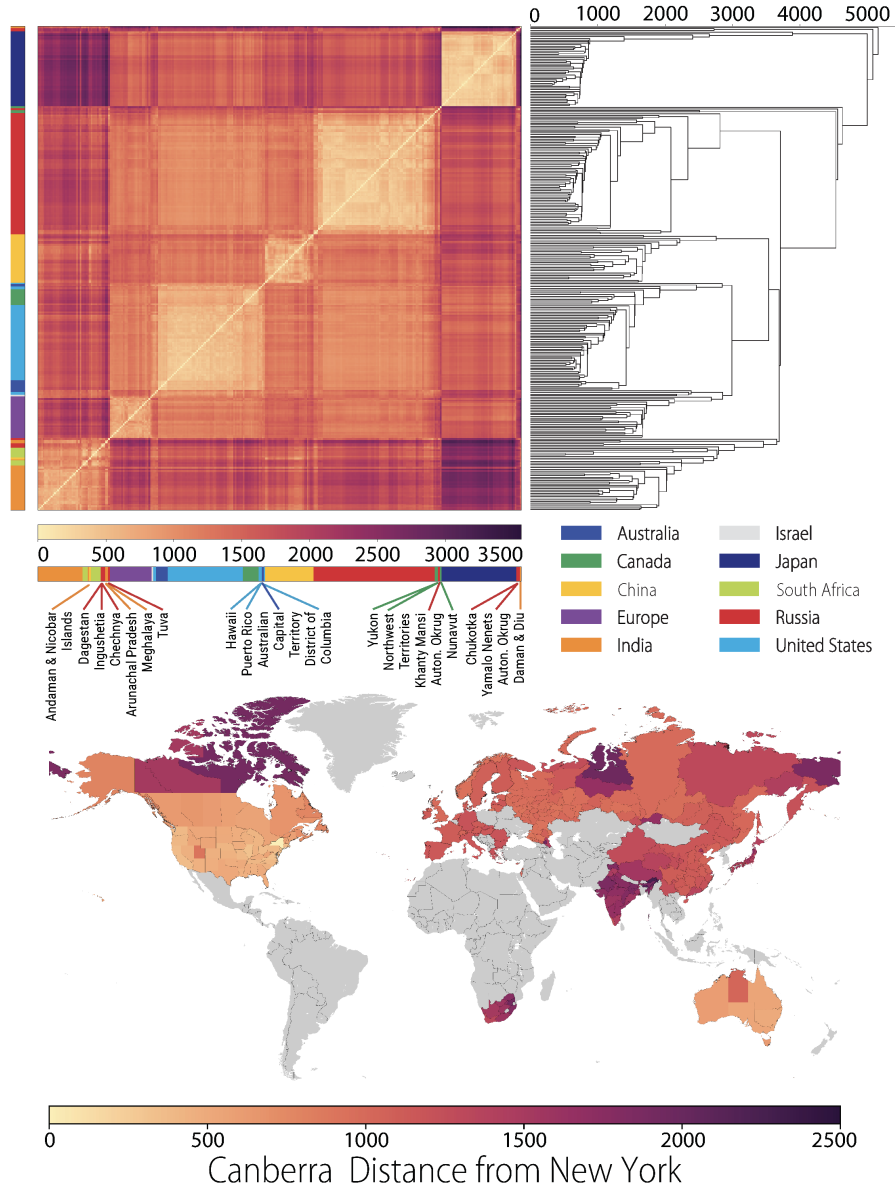 0 1000 2000 3000 4000 5000
0 500 1000 1500 2000 2500 3000 3500
Andaman & Nicobar
Islands
Dagestan
Ingushetia
Chechnya
Arunachal Pradesh
Meghalaya
Tuva
Hawaii
Puerto Rico
Australian
Capital
Territory
District of
Columbia
Yukon
Northwest
Territories
Khanty Mansi
Auton. Okrug
Nunavut
Chukotka
Yamalo Nenets
Auton. Okrug
Daman & Diu
Australia
Canada
China
Europe
India
Israel
Japan
South Africa
Russia
United States
0 500 1000 1500 2000 2500
Canberra Distance from New York